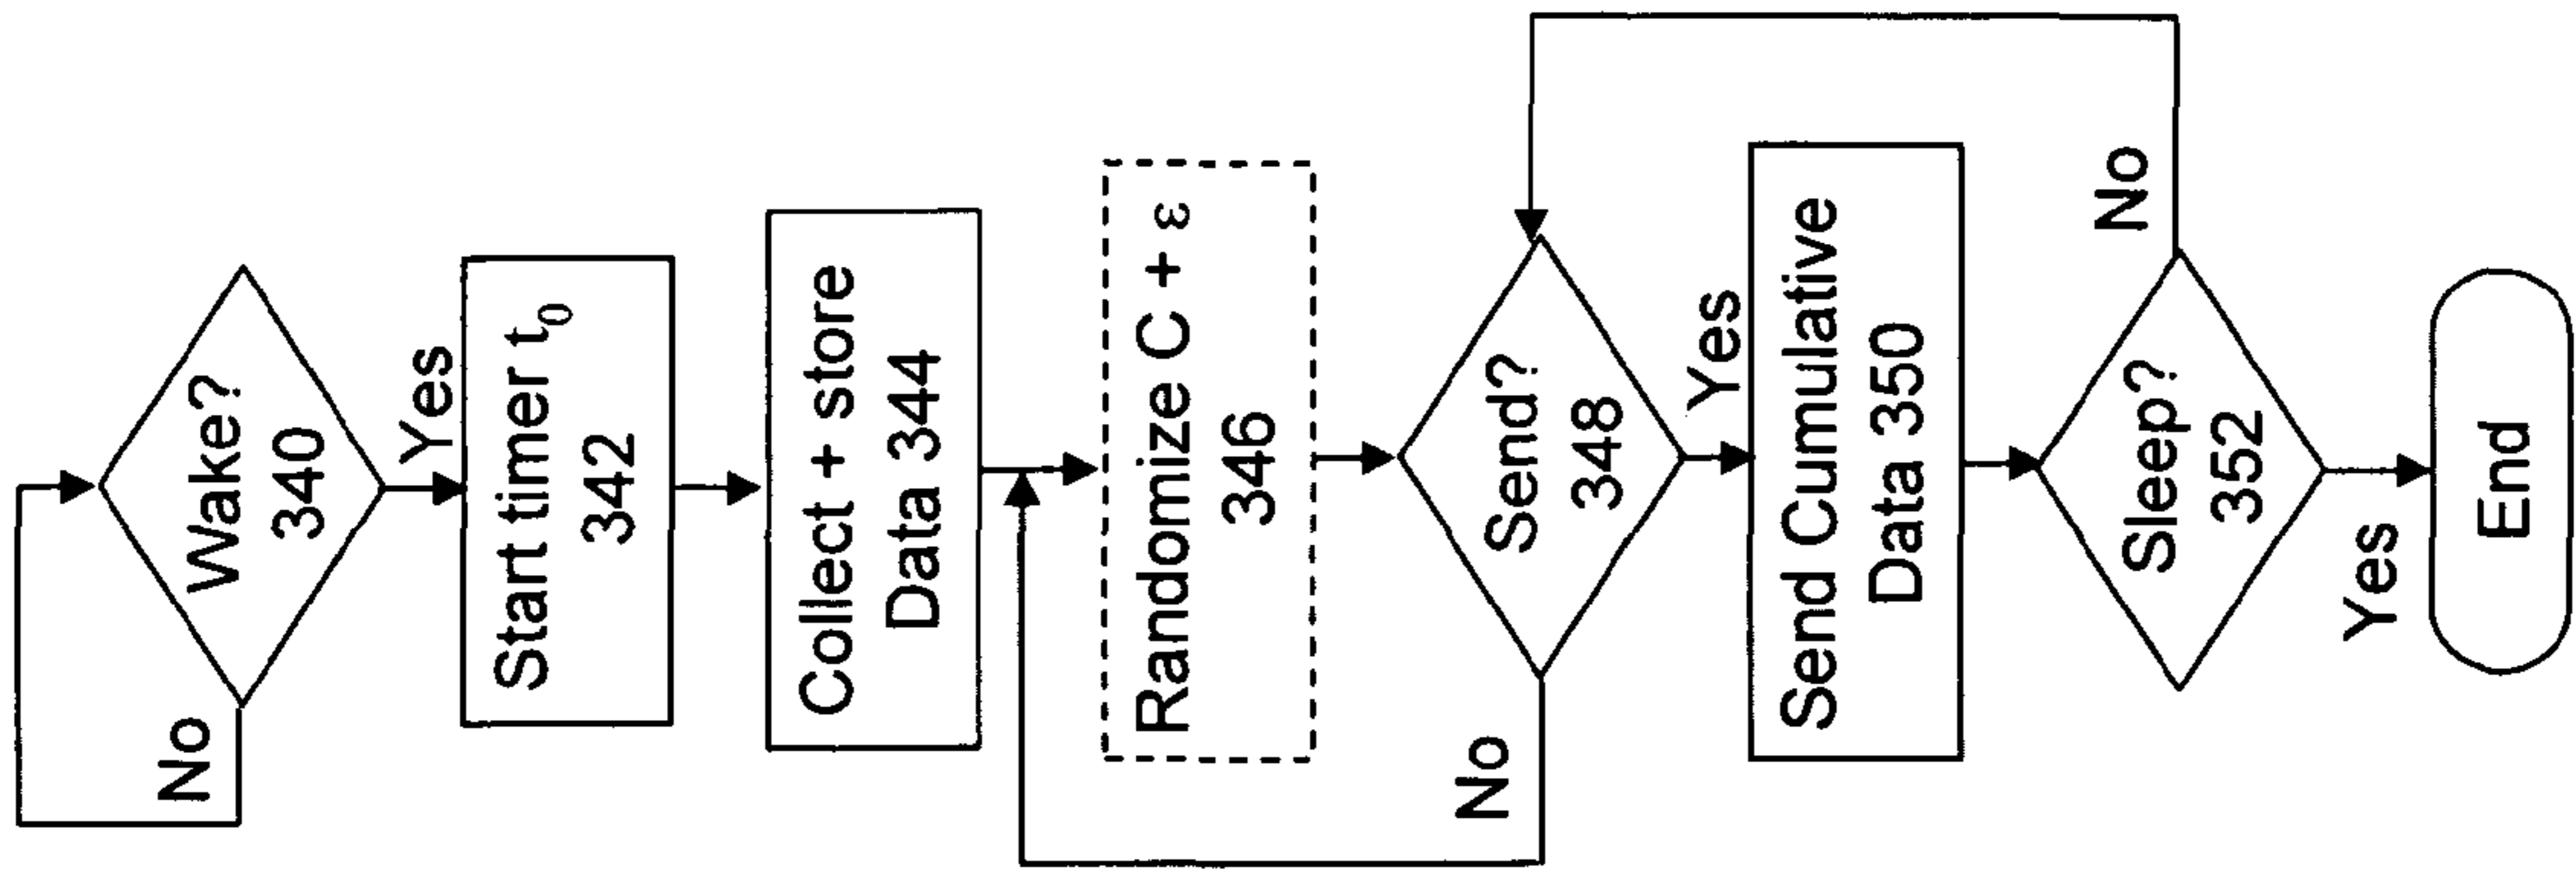 No
Wake?
340
Yes
Start timer t₀
342
Collect + store
Data 344
Randomize C + ε
346
Send?
348
No
Yes
Send Cumulative
Data 350
Sleep?
352
No
Yes
End